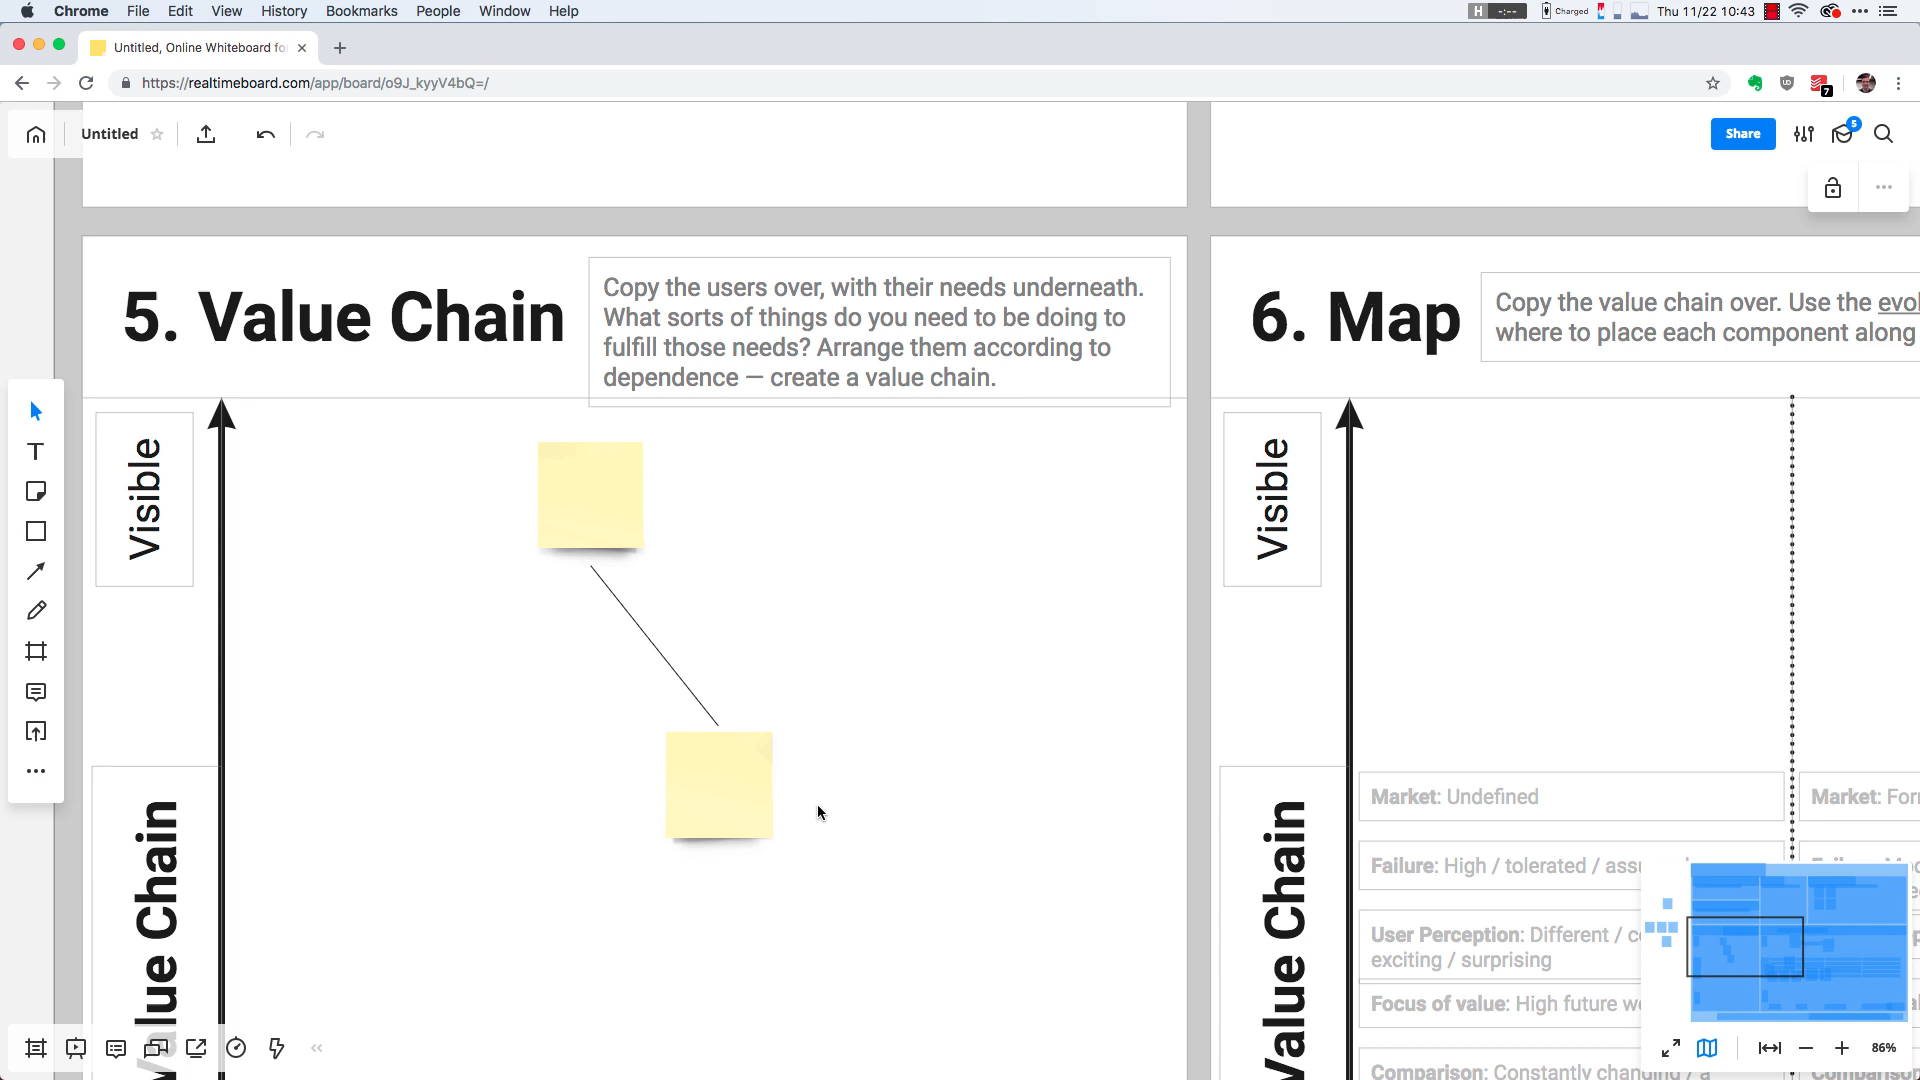 Chrome File Edit View History Bookmarks People Window Help
H -:-- Charged Thu 11/22 10:43
Untitled, Online Whiteboard fo
https://realtimeboard.com/app/board/o9J_kyyV4bQ=/
7
Untitled
Share
5
5. Value Chain
Copy the users over, with their needs underneath.
What sorts of things do you need to be doing to
fulfill those needs? Arrange them according to
dependence — create a value chain.
6. Map
Copy the value chain over. Use the evol
where to place each component along
Visible
Value Chain
Visible
Value Chain
Market: Undefined
Market: For
Failure: High / tolerated / assu
User Perception: Different / c
exciting / surprising
Focus of value: High future w
Comparison: Constantly changing / a
Comparison
T
86%